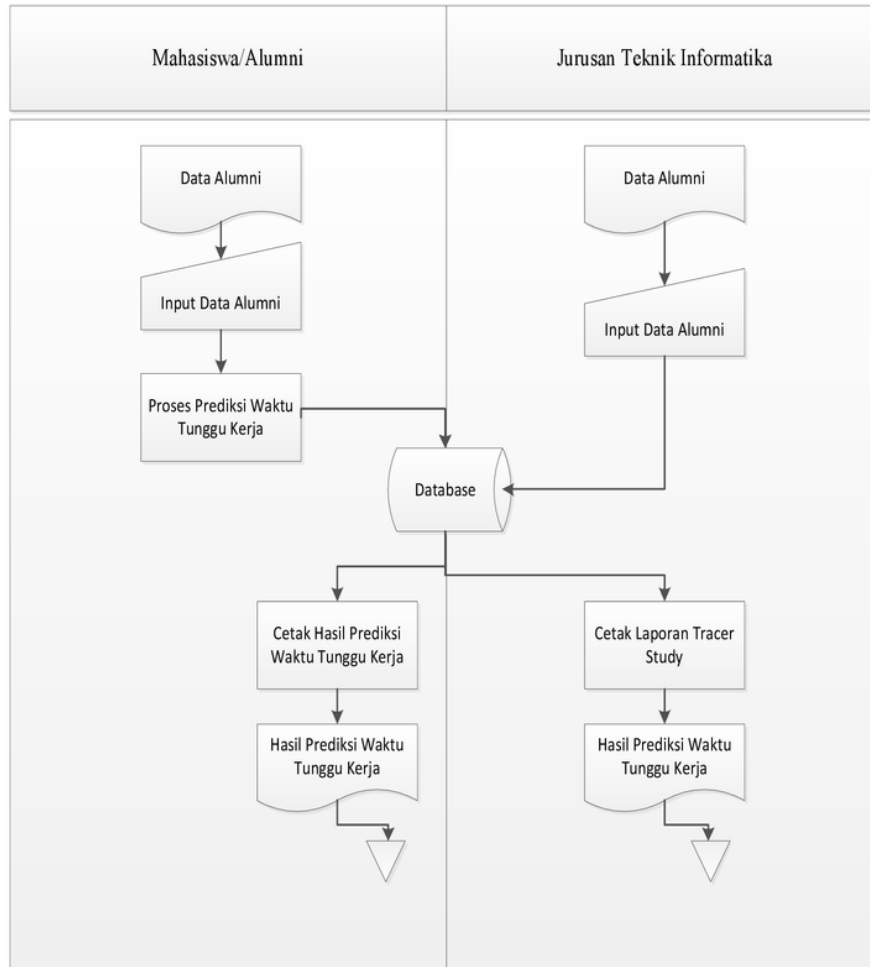 Mahasiswa/Alumni
Jurusan Teknik Informatika
Data Alumni
Data Alumni
Input Data Alumni
Input Data Alumni
Proses Prediksi Waktu
Tunggu Kerja
Database
Cetak Hasil Prediksi
Waktu Tunggu Kerja
Cetak Laporan Tracer
Study
Hasil Prediksi Waktu
Tunggu Kerja
Hasil Prediksi Waktu
Tunggu Kerja